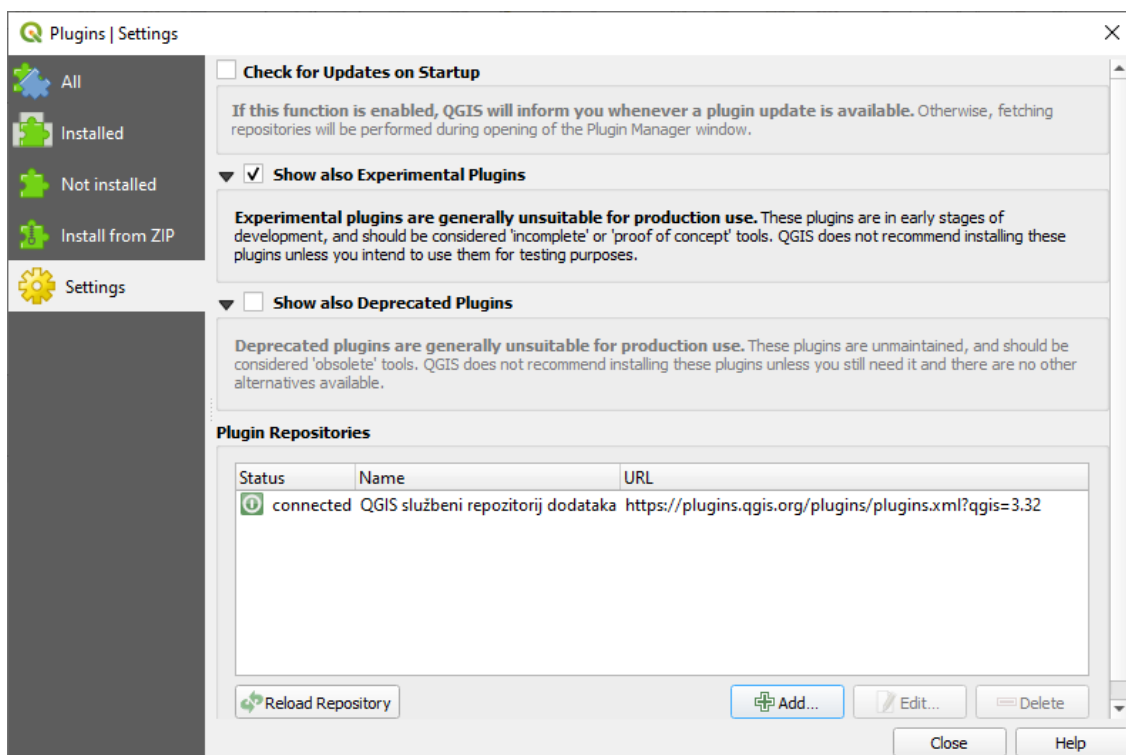 Plugins | Settings
All
Installed
Not installed
Install from ZIP
Settings
Check for Updates on Startup
If this function is enabled, QGIS will inform you whenever a plugin update is available. Otherwise, fetching
repositories will be performed during opening of the Plugin Manager window.
Show also Experimental Plugins
Experimental plugins are generally unsuitable for production use. These plugins are in early stages of
development, and should be considered 'incomplete' or 'proof of concept' tools. QGIS does not recommend installing these
plugins unless you intend to use them for testing purposes.
Show also Deprecated Plugins
Deprecated plugins are generally unsuitable for production use. These plugins are unmaintained, and should be
considered 'obsolete' tools. QGIS does not recommend installing these plugins unless you still need it and there are no other
alternatives available.
Plugin Repositories
Status Name URL
connected QGIS službeni repozitorij dodataka https://plugins.qgis.org/plugins/plugins.xml?qgis=3.32
Reload Repository Add... Edit... Delete
Close Help